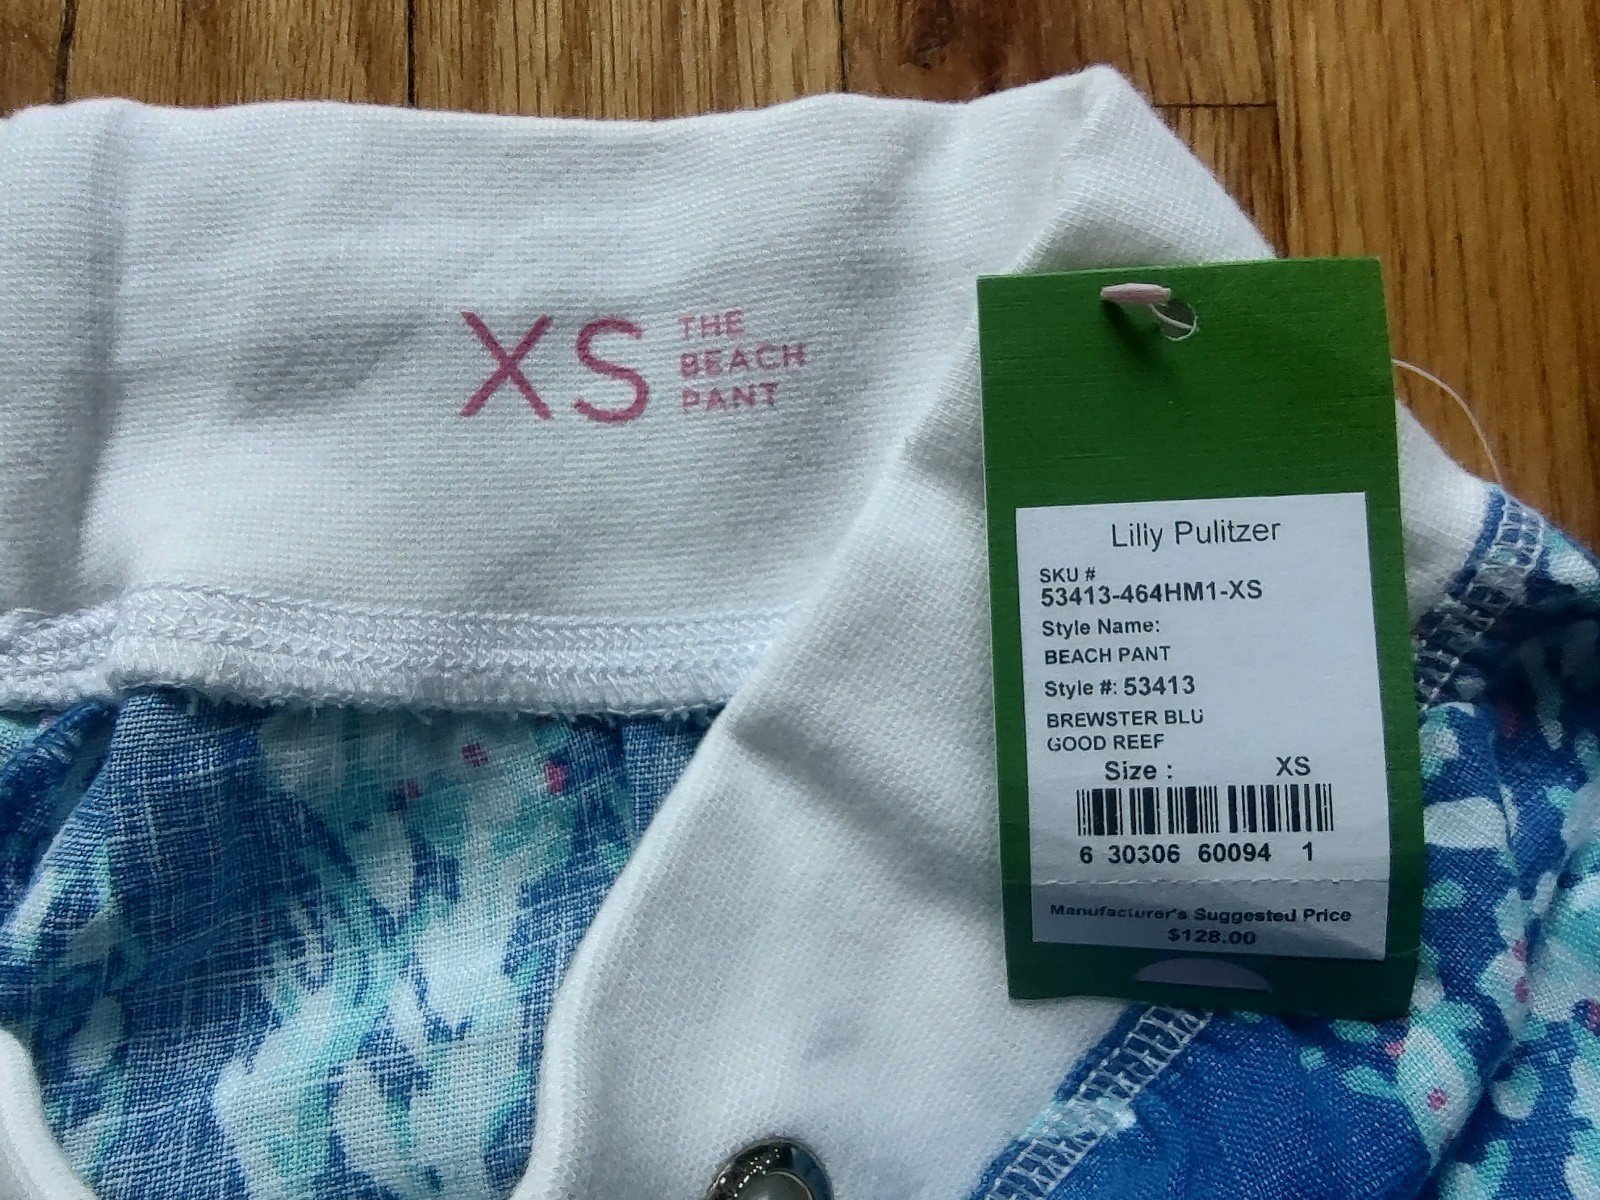 XS THE
BEACH
PANT
Lilly Pulitzer
SKU #
53413-464HM1-XS
Style Name:
BEACH PANT
Style #: 53413
BREWSTER BLU
GOOD REEF
Size : XS
6 30306 60094 1
Manufacturer's Suggested Price
$128.00